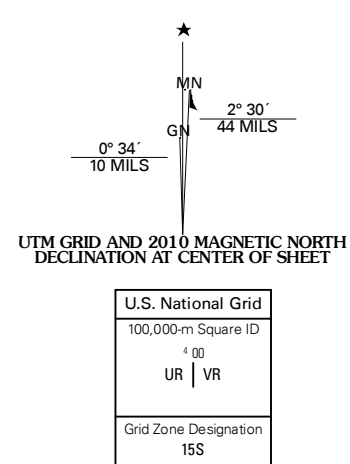 MN
2° 30´
44 MILS
GN
0° 34´
10 MILS
UTM GRID AND 2010 MAGNETIC NORTH
DECLINATION AT CENTER OF SHEET
U.S. National Grid
100,000-m Square ID
4 00
UR VR
Grid Zone Designation
15S